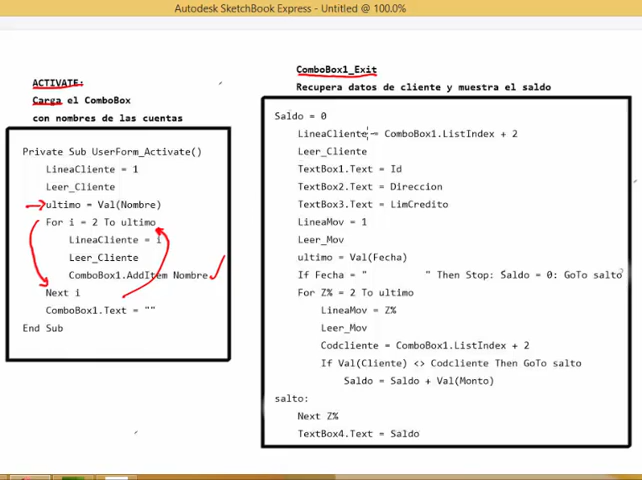 Autodesk SketchBook Express - Untitled @ 100.0%
ACTIVATE:
Carga el ComboBox
con nombres de las cuentas
Private Sub UserForm_Activate()
LineaCliente = 1
Leer_Cliente
ultimo = Val(Nombre)
For i = 2 To ultimo
LineaCliente = i
Leer_Cliente
ComboBox1.AddItem Nombre
Next i
ComboBox1.Text = ""
End Sub
ComboBox1_Exit
Recupera datos de cliente y muestra el saldo
Saldo = 0
LineaCliente = ComboBox1.ListIndex + 2
Leer_Cliente
TextBox1.Text = Id
TextBox2.Text = Direccion
TextBox3.Text = LimCredito
LineaMov = 1
Leer_Mov
ultimo = Val(Fecha)
If Fecha = "          " Then Stop: Saldo = 0: GoTo salto
For Z% = 2 To ultimo
LineaMov = Z%
Leer_Mov
Codcliente = ComboBox1.ListIndex + 2
If Val(Cliente) <> Codcliente Then GoTo salto
Saldo = Saldo + Val(Monto)
salto:
Next Z%
TextBox4.Text = Saldo